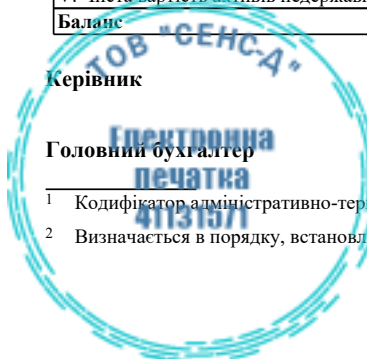 Баланс
ТОВ "СЕНС-Д"
Керівник
Електронна
Головний бухгалтер
печатка
41131571
1 Кодифікатор адміністративно-тер
2 Визначається в порядку, встановл